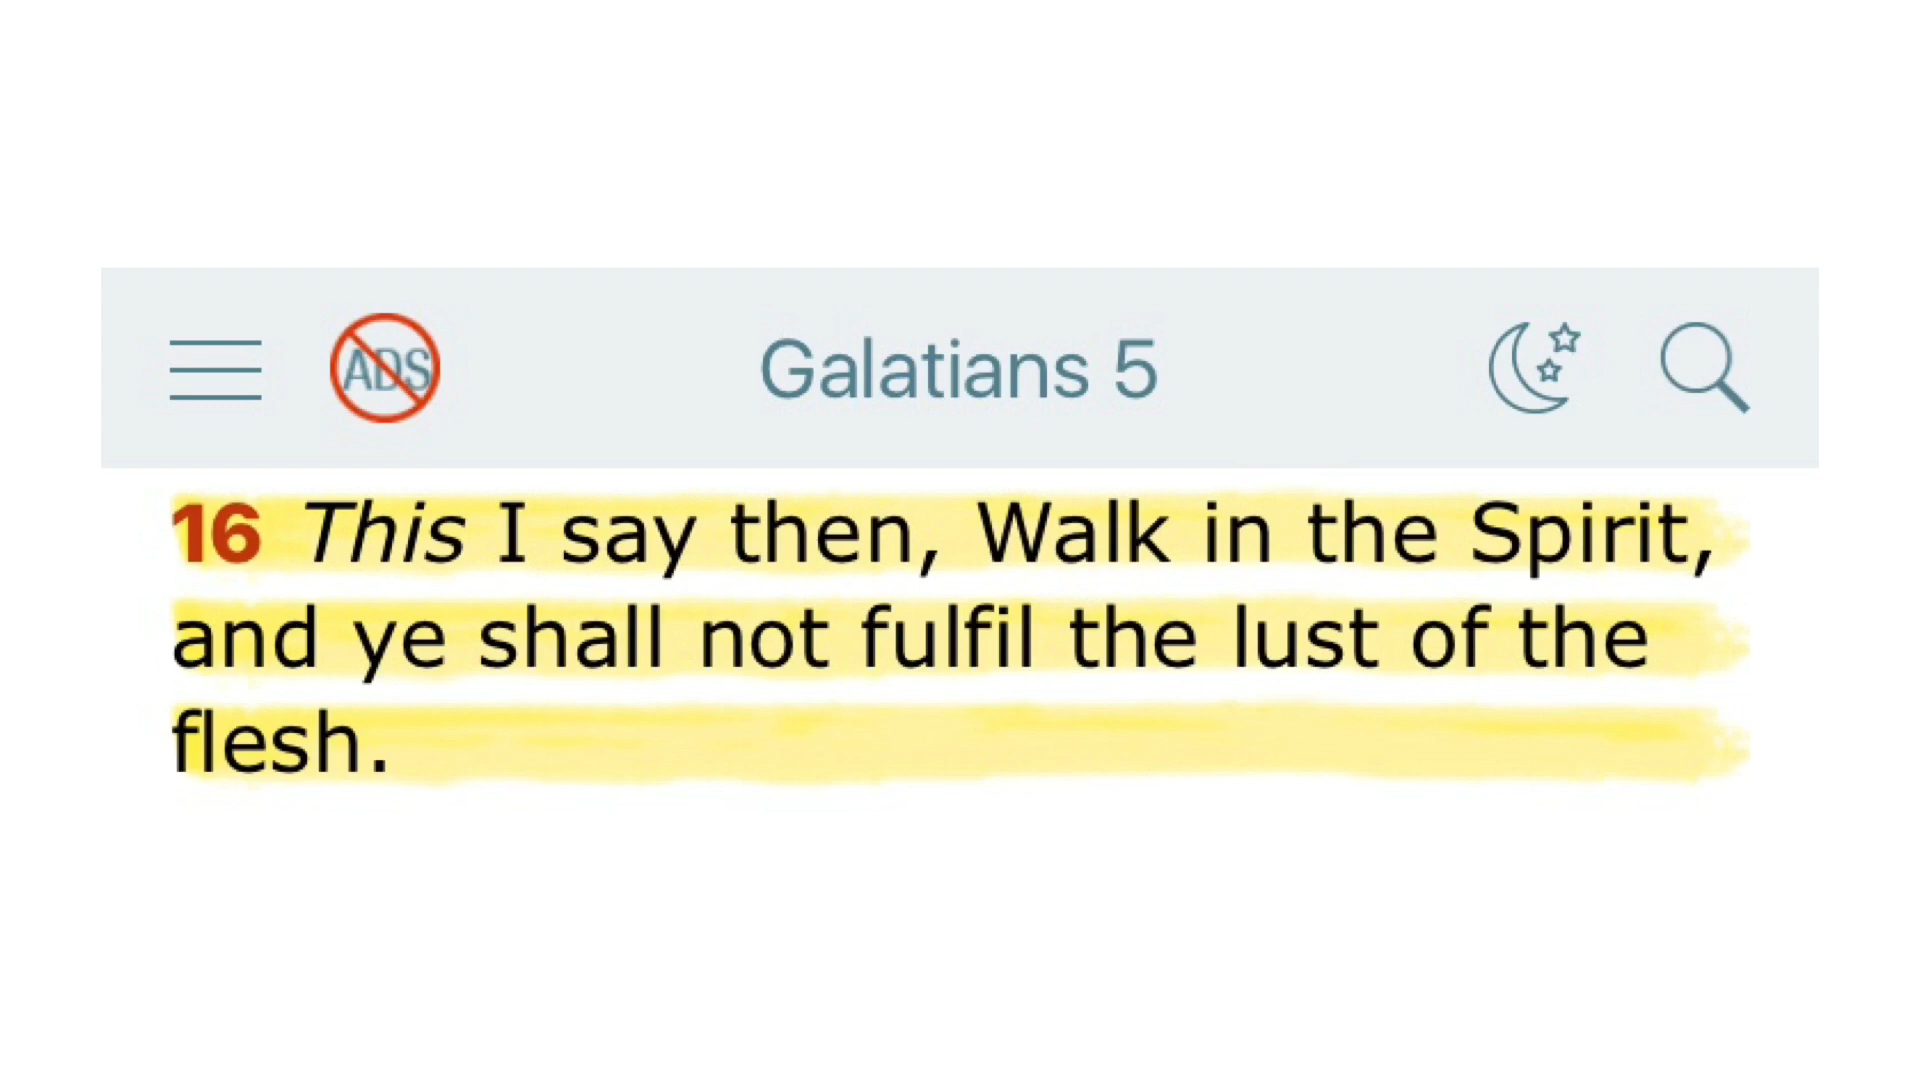 ADS
Galatians 5
16 This I say then, Walk in the Spirit,
and ye shall not fulfil the lust of the
flesh.